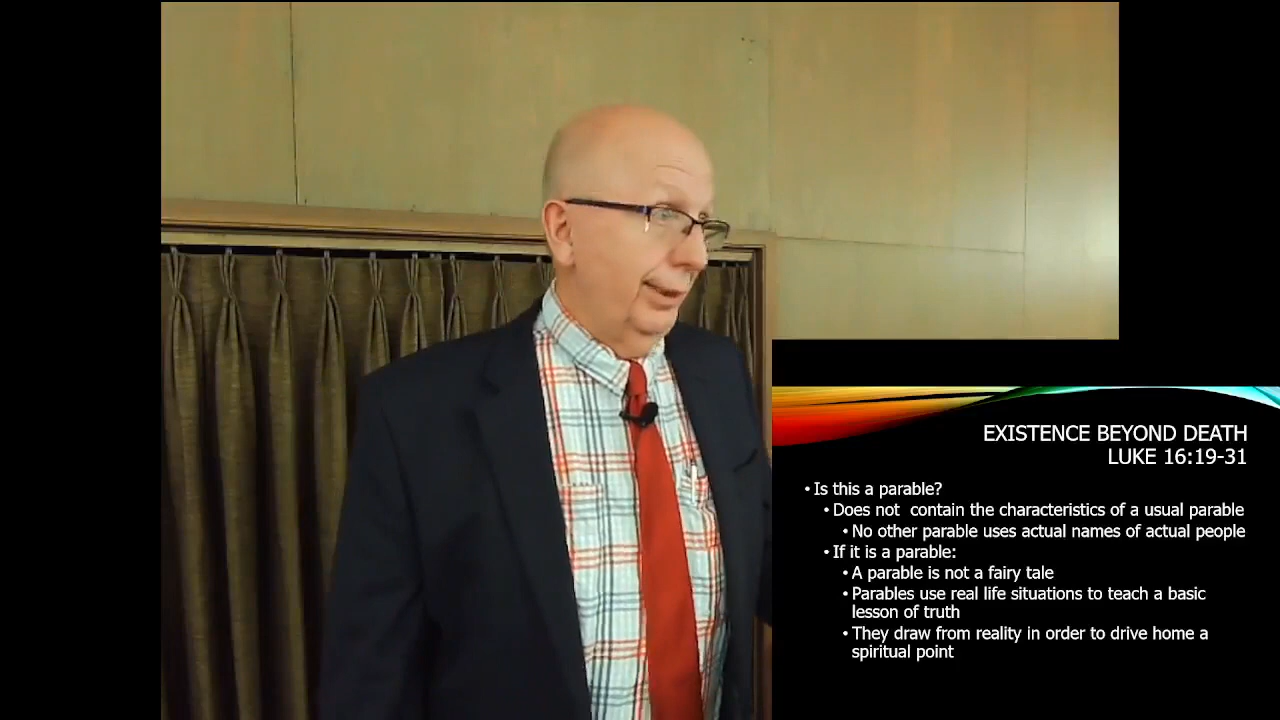 EXISTENCE BEYOND DEATH
LUKE 16:19-31
• Is this a parable?
• Does not contain the characteristics of a usual parable
• No other parable uses actual names of actual people
• If it is a parable:
• A parable is not a fairy tale
• Parables use real life situations to teach a basic
lesson of truth
• They draw from reality in order to drive home a
spiritual point